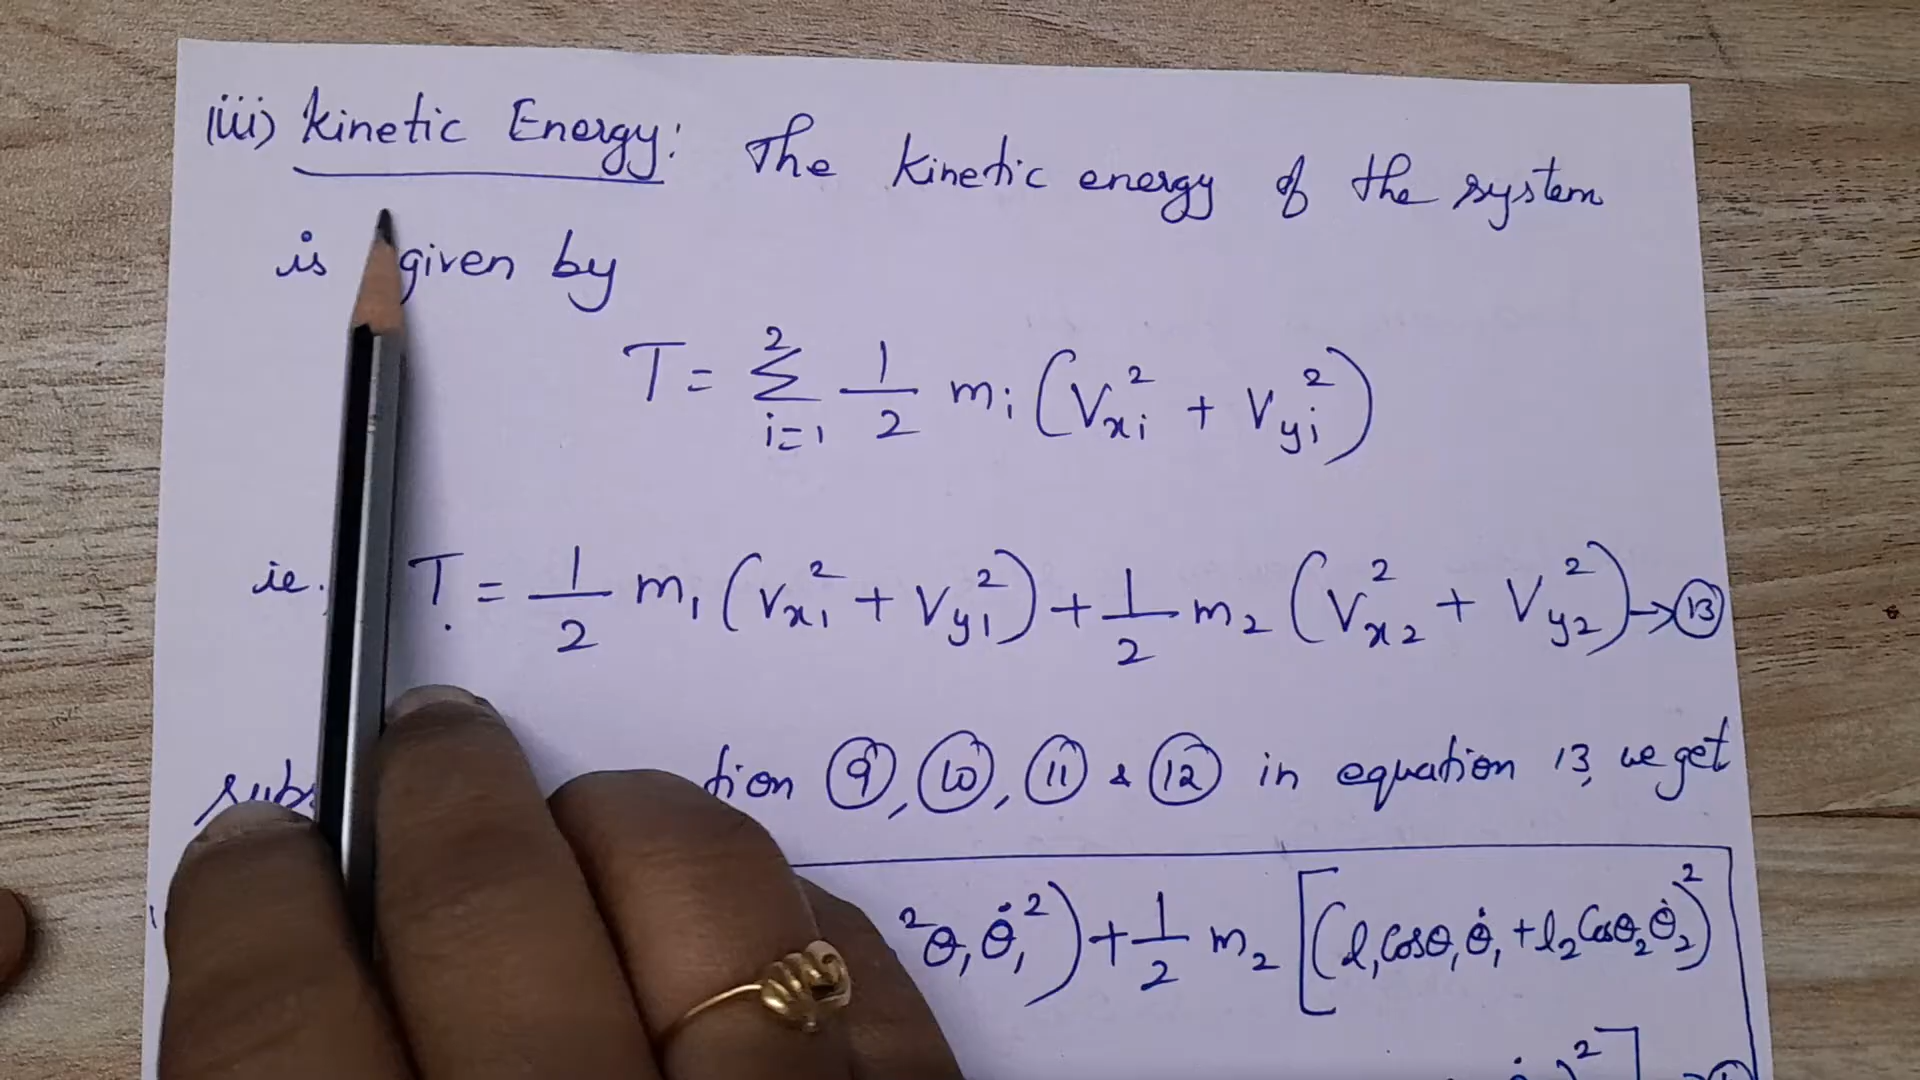 (iii) Kinetic Energy: The kinetic energy of the system
is given by
T = Σ_{i=1}^{2} 1/2 m_i (V_{xi}^2 + V_{yi}^2)
ie. T = 1/2 m_1 (V_{x1}^2 + V_{y1}^2) + 1/2 m_2 (V_{x2}^2 + V_{y2}^2) → (13)
(9), (10), (11) & (12) in equation 13, we get
^2θ_1 θ̇_1^2) + 1/2 m_2 [(l_1 cosθ_1 θ̇_1 + l_2 Cosθ_2 θ̇_2)^2
)^2]